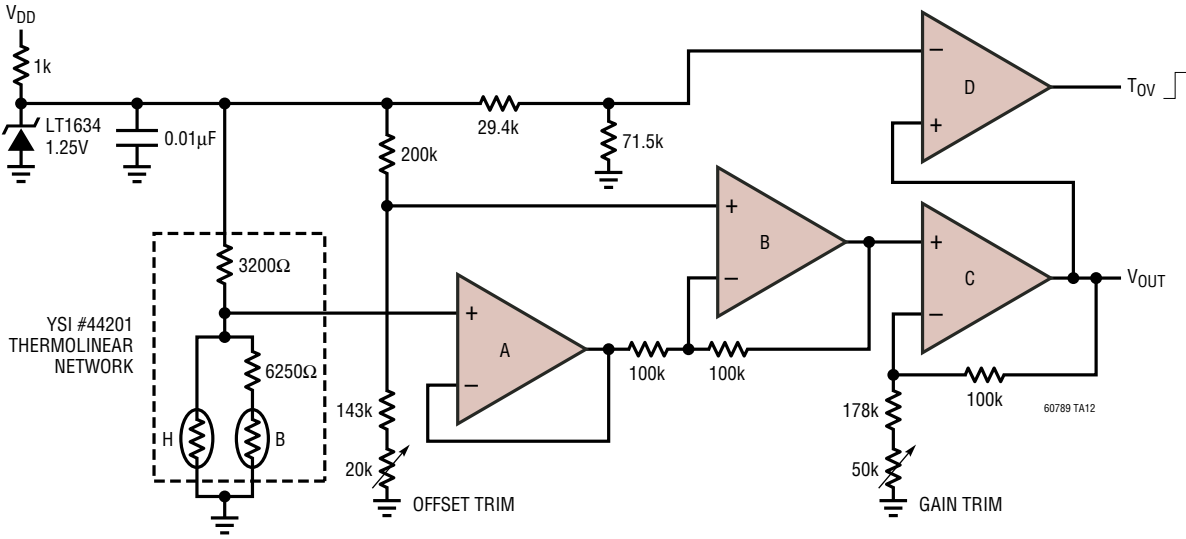 VDD
1k
LT1634
1.25V
0.01µF
29.4k
71.5k
200k
−
+
D
TOV
3200Ω
+
−
B
+
−
C
VOUT
YSI #44201
THERMOLINEAR
NETWORK
+
−
A
6250Ω
H
B
100k
100k
143k
20k
OFFSET TRIM
100k
178k
50k
GAIN TRIM
60789 TA12